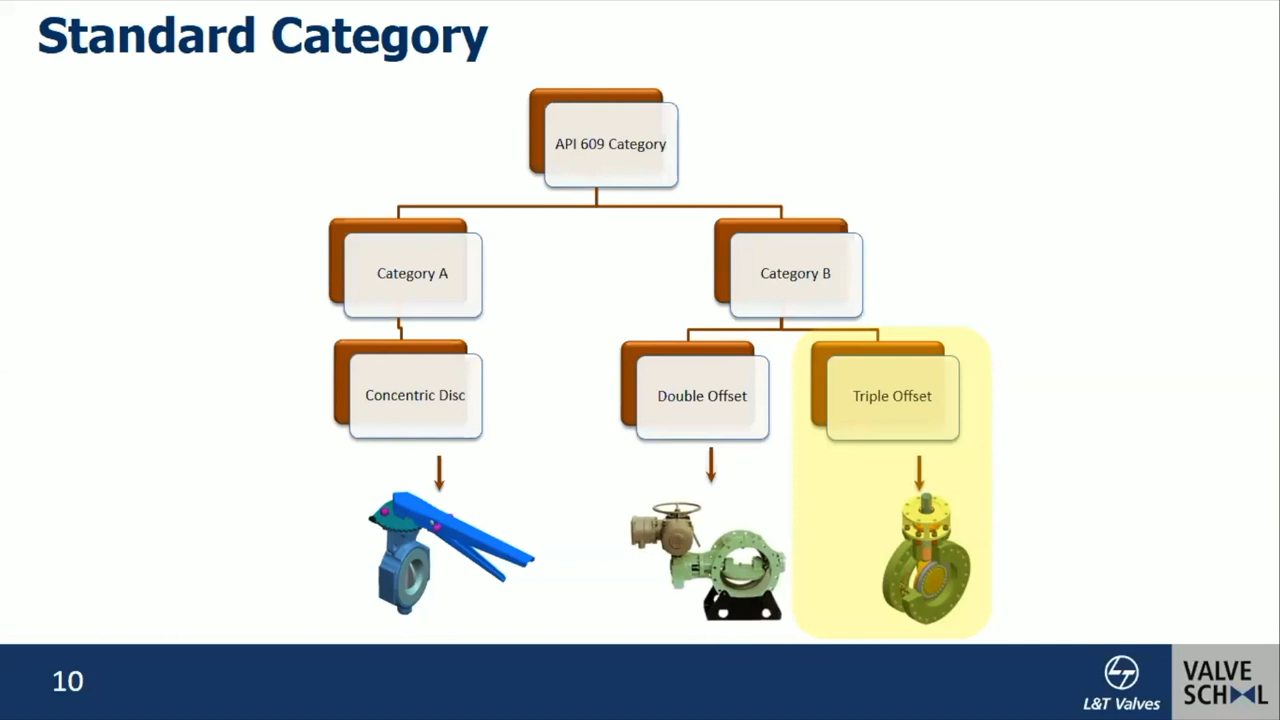 Standard Category
API 609 Category
Category A
Category B
Concentric Disc
Double Offset
Triple Offset
10
L&T Valves
VALVE
SCHOOL